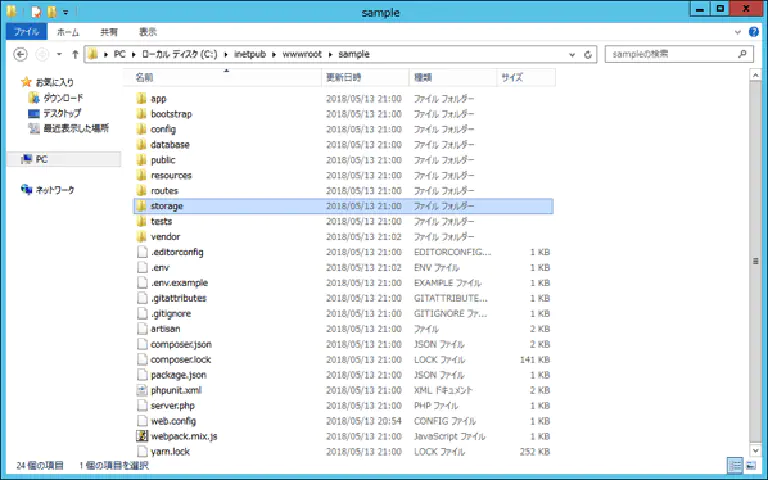 sample
ファイル ホーム 共有 表示
PC ローカル ディスク (C:) inetpub wwwroot sample sampleの検索
お気に入り
ダウンロード
デスクトップ
最近表示した場所
PC
ネットワーク
名前 更新日時 種類 サイズ
app 2018/05/13 21:00 ファイル フォルダー
bootstrap 2018/05/13 21:00 ファイル フォルダー
config 2018/05/13 21:00 ファイル フォルダー
database 2018/05/13 21:00 ファイル フォルダー
public 2018/05/13 21:00 ファイル フォルダー
resources 2018/05/13 21:00 ファイル フォルダー
routes 2018/05/13 21:00 ファイル フォルダー
storage 2018/05/13 21:00 ファイル フォルダー
tests 2018/05/13 21:00 ファイル フォルダー
vendor 2018/05/13 21:02 ファイル フォルダー
.editorconfig 2018/05/13 21:00 EDITORCONFIG... 1 KB
.env 2018/05/13 21:02 ENV ファイル 1 KB
.env.example 2018/05/13 21:00 EXAMPLE ファイル 1 KB
.gitattributes 2018/05/13 21:00 GITATTRIBUTE... 1 KB
.gitignore 2018/05/13 21:00 GITIGNORE ファ... 1 KB
artisan 2018/05/13 21:00 ファイル 2 KB
composer.json 2018/05/13 21:00 JSON ファイル 2 KB
composer.lock 2018/05/13 21:00 LOCK ファイル 141 KB
package.json 2018/05/13 21:00 JSON ファイル 1 KB
phpunit.xml 2018/05/13 21:00 XML ドキュメント 2 KB
server.php 2018/05/13 21:00 PHP ファイル 1 KB
web.config 2018/05/13 20:54 CONFIG ファイル 1 KB
webpack.mix.js 2018/05/13 21:00 JavaScript ファイル 1 KB
yarn.lock 2018/05/13 21:00 LOCK ファイル 252 KB
24 個の項目 1 個の項目を選択